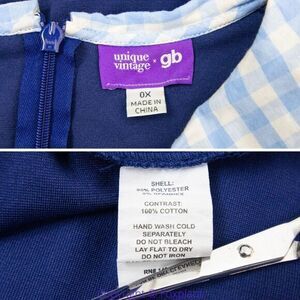 unique
vintage
gb
0X
MADE IN
CHINA
SHELL:
POLYESTER
CONTRAST:
100% COTTON
HAND WASH COLD
SEPARATELY
DO NOT BLEACH
LAY FLAT TO DRY
DO NOT IRON